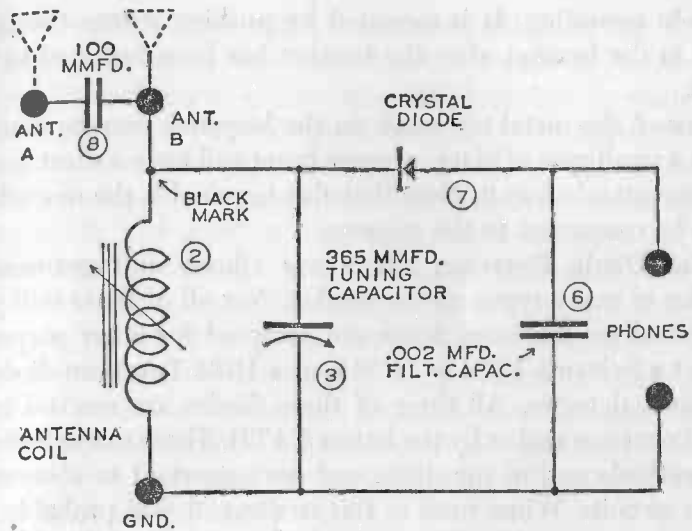 100
MMFD.
ANT.
A
8
ANT.
B
CRYSTAL
DIODE
7
BLACK
MARK
2
365 MMFD.
TUNING
CAPACITOR
3
6
PHONES
.002 MFD.
FILT. CAPAC.
ANTENNA
COIL
GND.